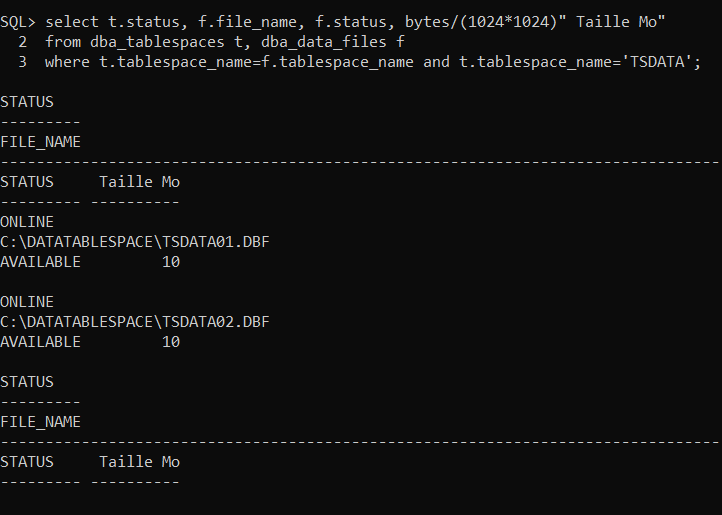 SQL> select t.status, f.file_name, f.status, bytes/(1024*1024)" Taille Mo"
  2  from dba_tablespaces t, dba_data_files f
  3  where t.tablespace_name=f.tablespace_name and t.tablespace_name='TSDATA';
STATUS
---------
FILE_NAME
--------------------------------------------------------------------------------
STATUS     Taille Mo
--------- ----------
ONLINE
C:\DATATABLESPACE\TSDATA01.DBF
AVAILABLE         10
ONLINE
C:\DATATABLESPACE\TSDATA02.DBF
AVAILABLE         10
STATUS
---------
FILE_NAME
--------------------------------------------------------------------------------
STATUS     Taille Mo
--------- ----------